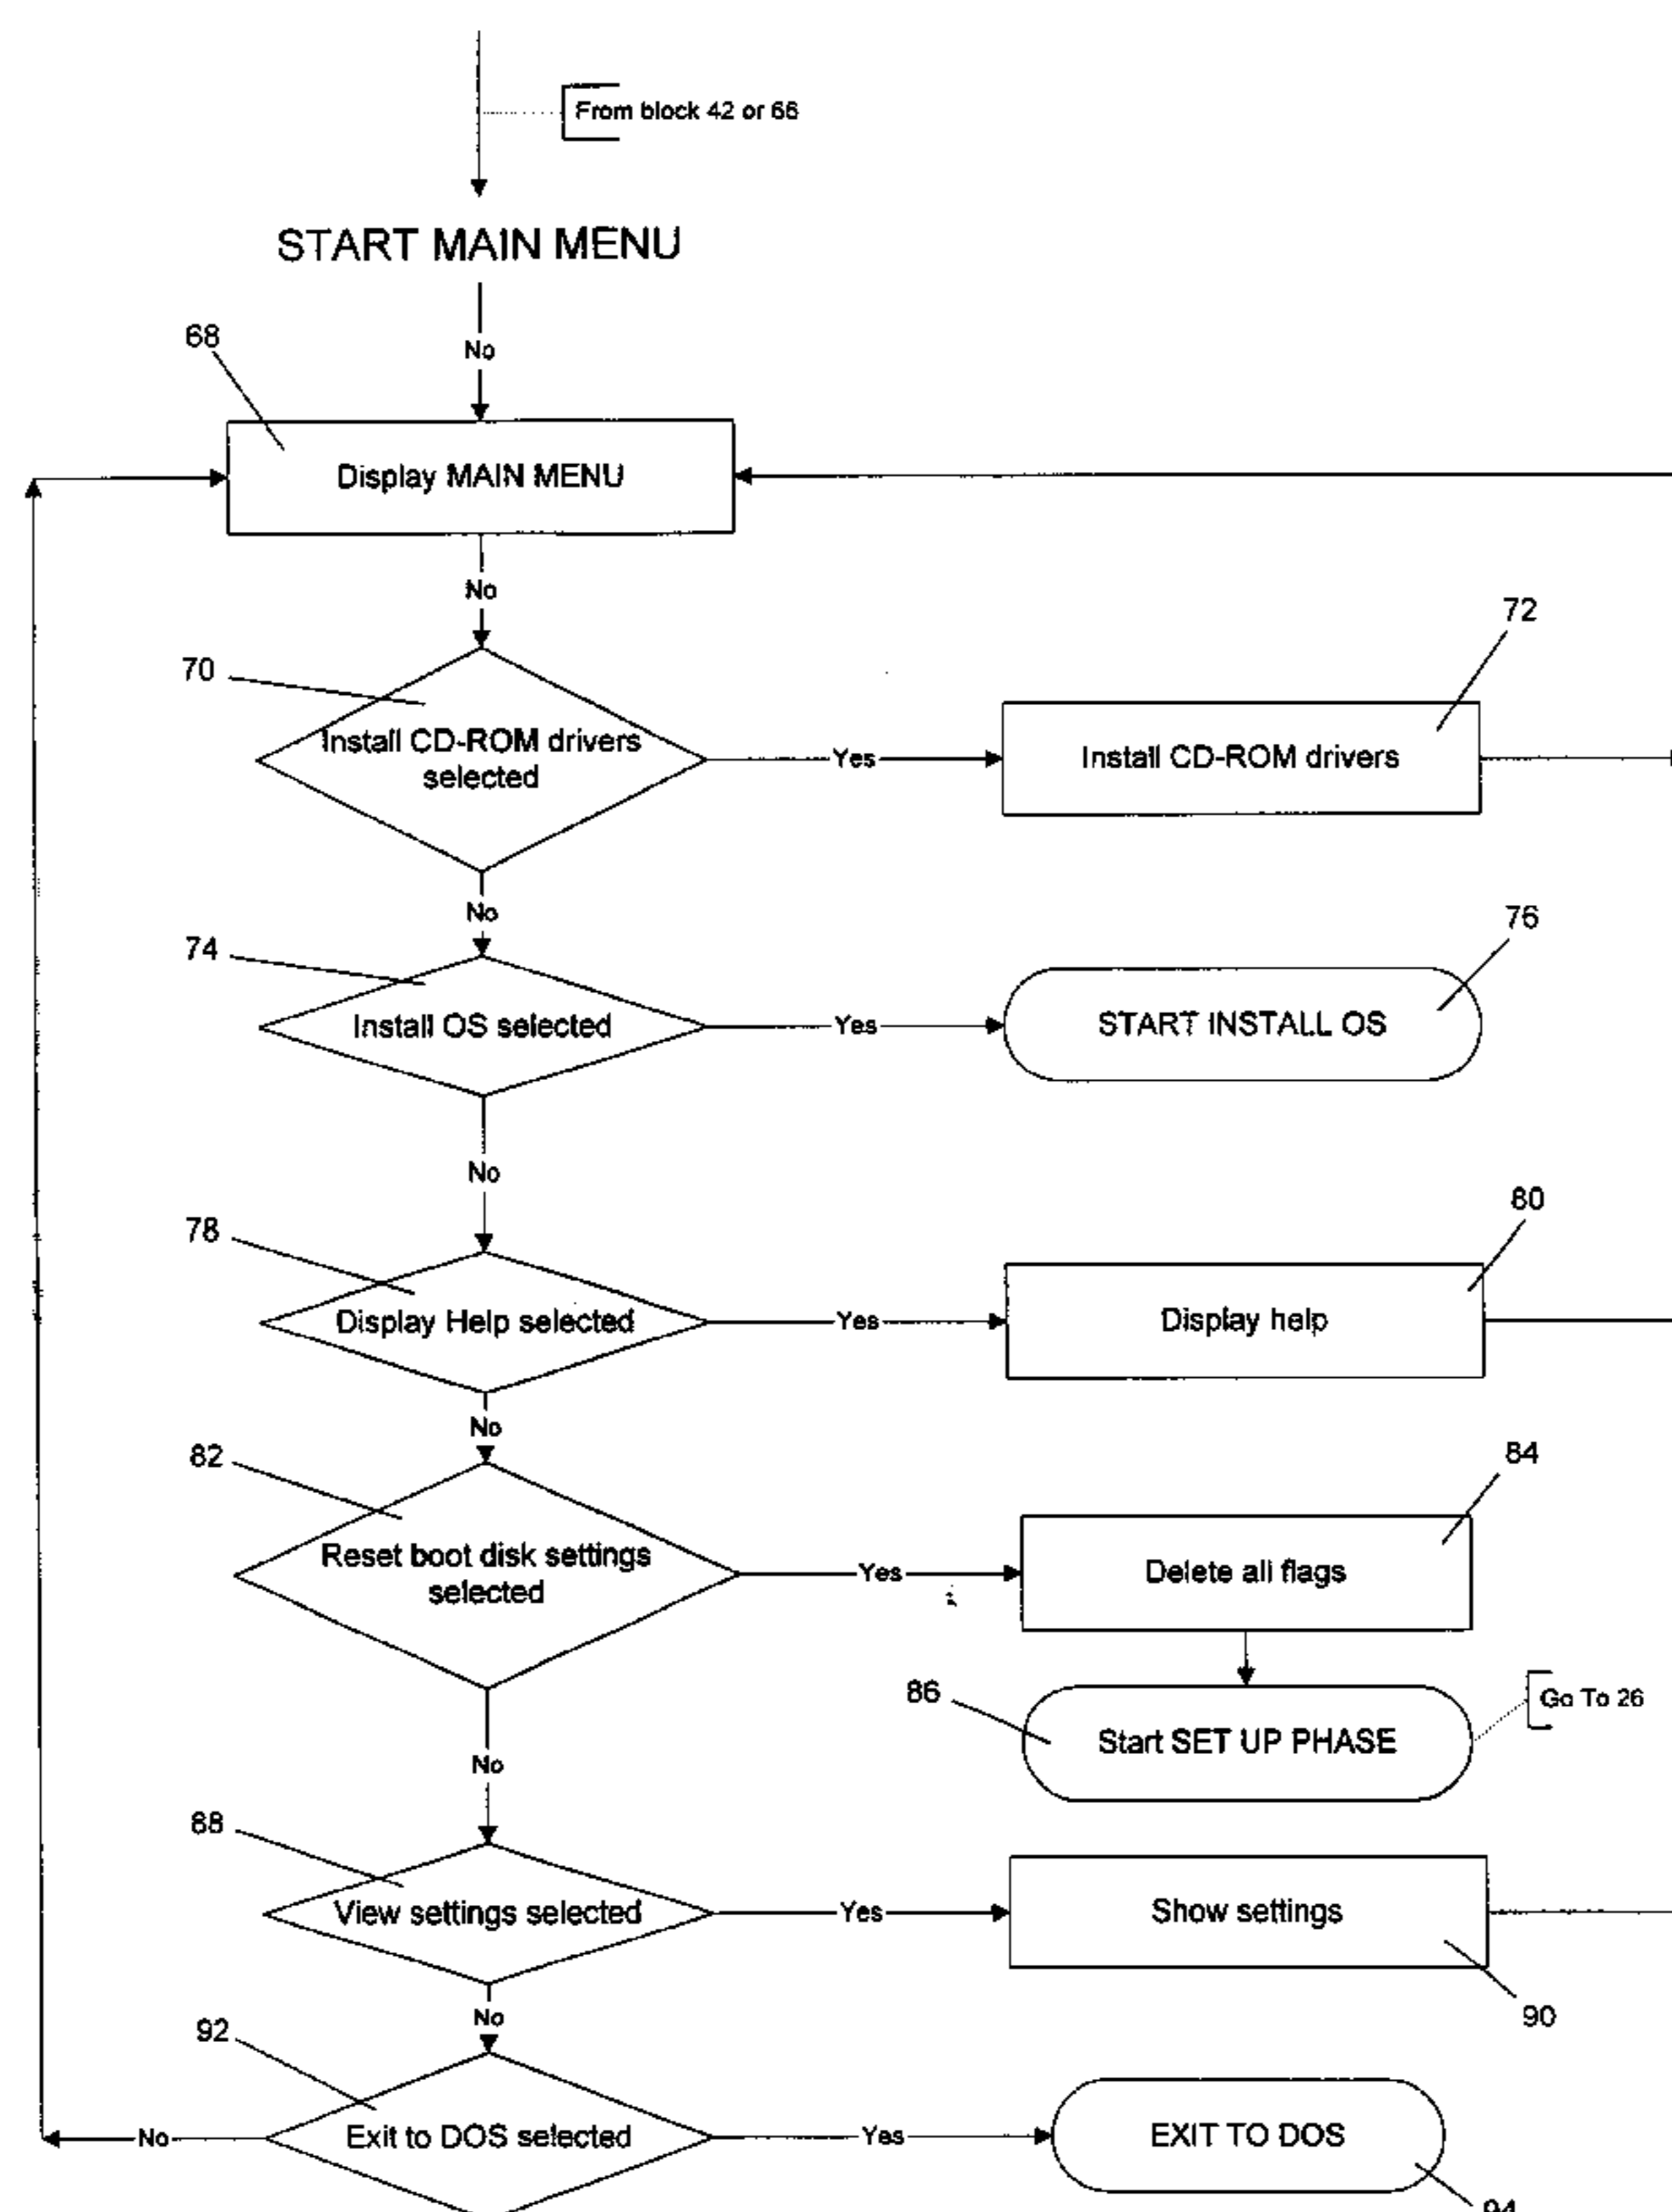 From block 42 or 66
START MAIN MENU
No
68
Display MAIN MENU
No
70
72
Install CD-ROM drivers
selected
Yes
Install CD-ROM drivers
No
74
76
Install OS selected
Yes
START INSTALL OS
No
78
80
Display Help selected
Yes
Display help
No
82
84
Reset boot disk settings
selected
Yes
Delete all flags
86
Start SET UP PHASE
Go To 26
No
88
View settings selected
Yes
Show settings
90
No
92
No
Exit to DOS selected
Yes
EXIT TO DOS
94